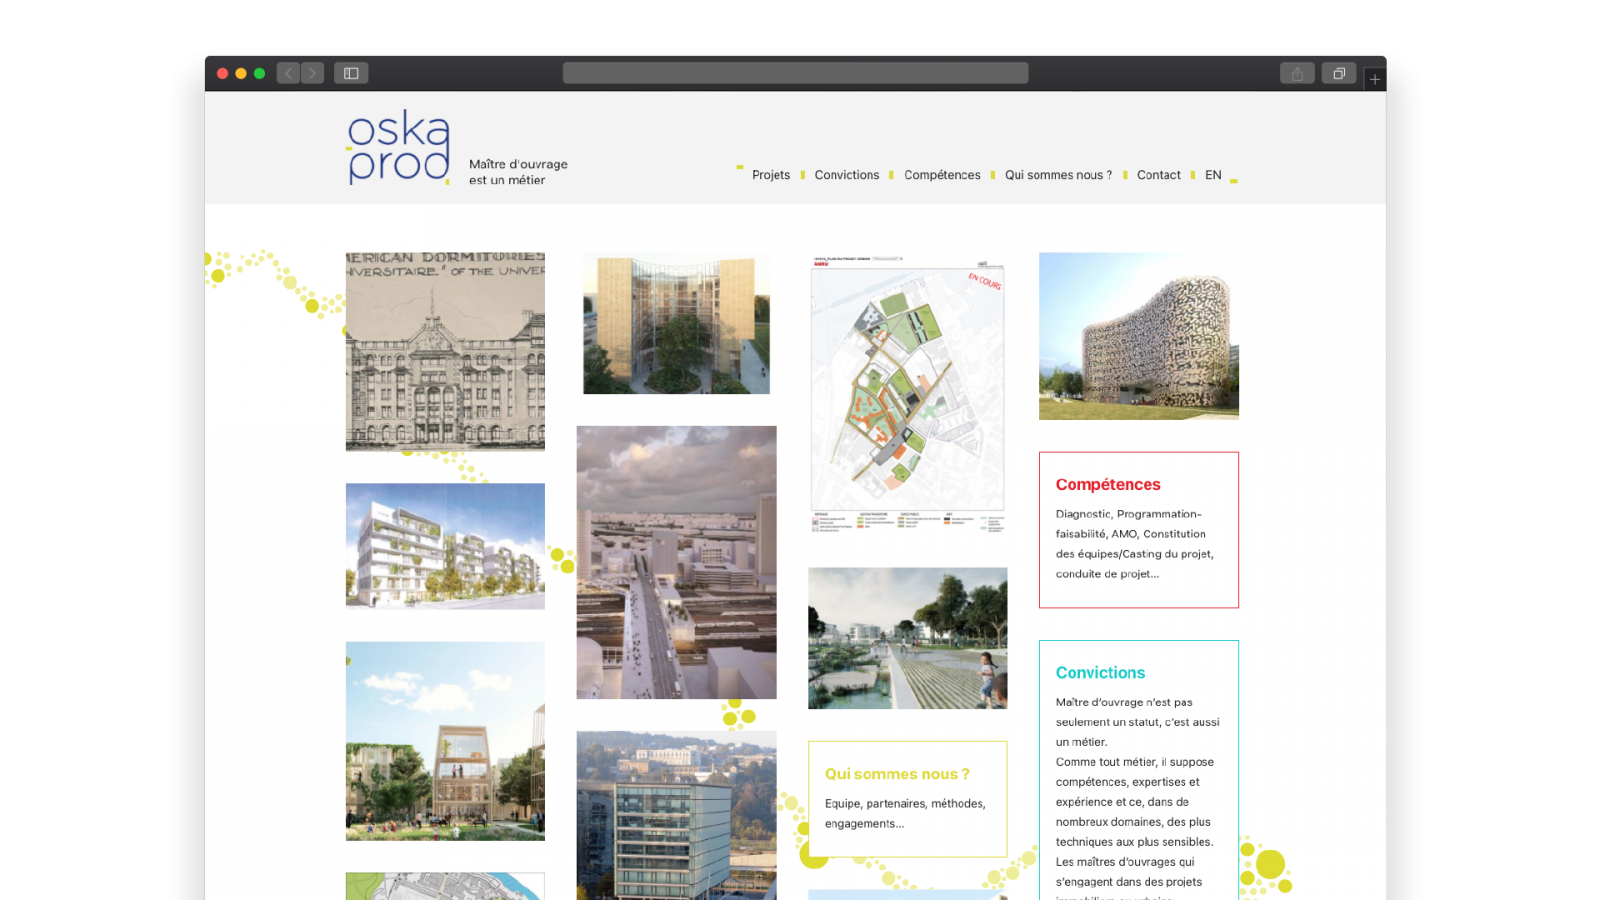 oska
prod
Maître d'ouvrage
est un métier
Projets
Convictions
Compétences
Qui sommes nous ?
Contact
EN
ERICAN DORMITORIES
IVERSITAIRE" OF THE UNIVER
EN COURS
Compétences
Diagnostic, Programmation-
faisabilité, AMO, Constitution
des équipes/Casting du projet,
conduite de projet...
Convictions
Maître d'ouvrage n'est pas
seulement un statut, c'est aussi
un métier.
Comme tout métier, il suppose
compétences, expertises et
expérience et ce, dans de
nombreux domaines, des plus
techniques aux plus sensibles.
Les maîtres d'ouvrages qui
s'engagent dans des projets
Qui sommes nous ?
Equipe, partenaires, méthodes,
engagements...